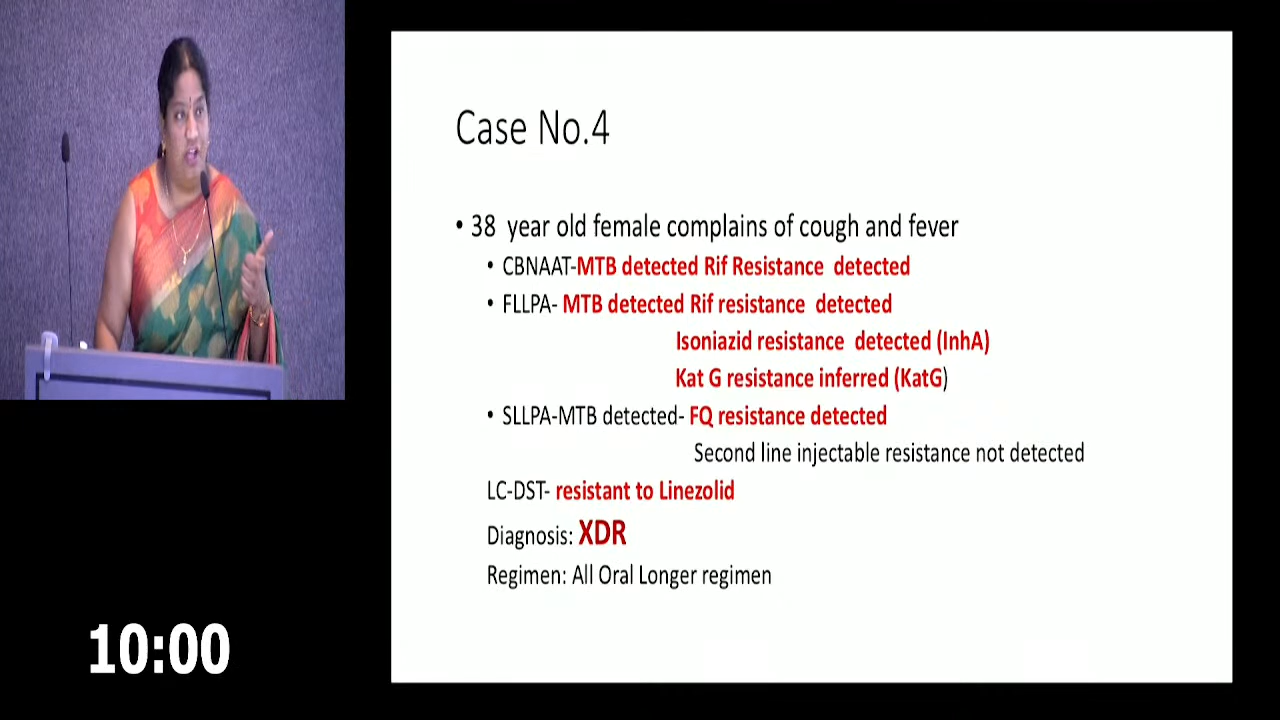 Case No.4
• 38 year old female complains of cough and fever
• CBNAAT-MTB detected Rif Resistance detected
• FLLPA- MTB detected Rif resistance detected
Isoniazid resistance detected (InhA)
Kat G resistance inferred (KatG)
• SLLPA-MTB detected- FQ resistance detected
Second line injectable resistance not detected
LC-DST- resistant to Linezolid
Diagnosis: XDR
Regimen: All Oral Longer regimen
10:00